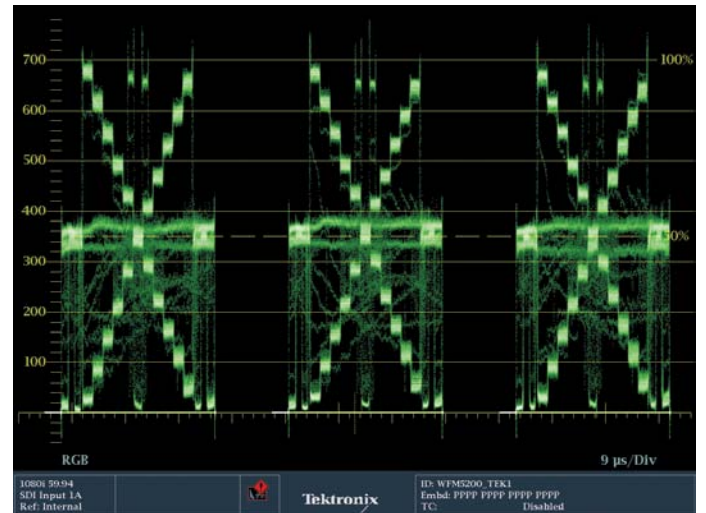 700
100%
600
500
400
50%
300
200
100
RGB
9 µs/Div
1080i 59.94
SDI Input 1A
Ref: Internal
Tektronix
ID: WFM5200_TEK1
Embd: PPPP PPPP PPPP PPPP
TC: Disabled